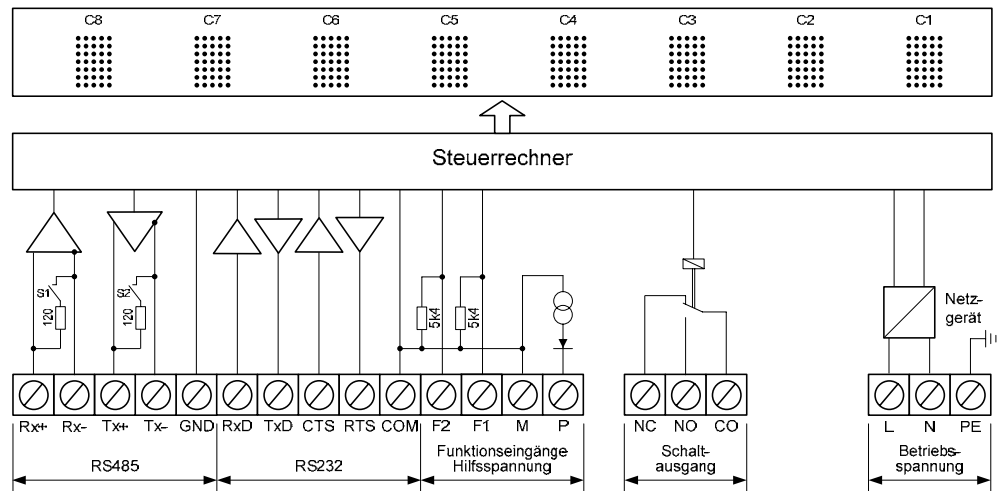 C8 C7 C6 C5 C4 C3 C2 C1
Steuerrechner
S1
120
S2
120
5k4
5k4
Netz-
gerät
Rx+ Rx- Tx+ Tx- GND RxD TxD CTS RTS COM F2 F1 M P
NC NO CO
L N PE
RS485
RS232
Funktionseingänge
Hilfsspannung
Schalt-
ausgang
Betriebs-
spannung